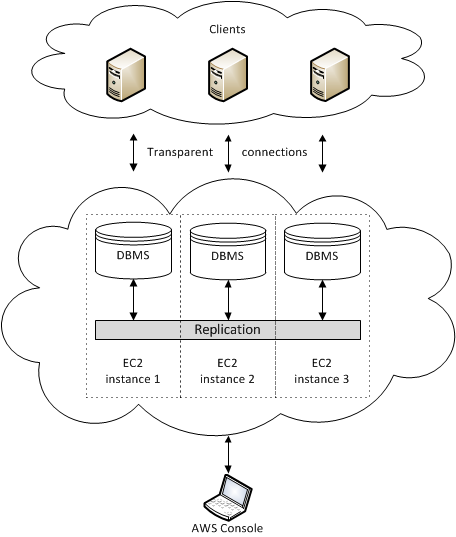 Clients
Transparent connections
DBMS DBMS DBMS
Replication
EC2 EC2 EC2
instance 1 instance 2 instance 3
AWS Console